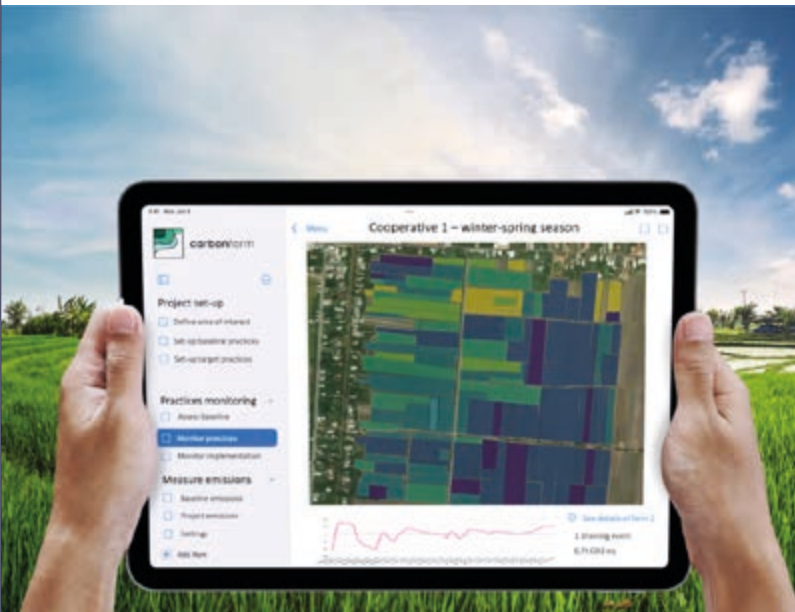 Menu
Cooperative 1 – winter-spring season
carbonfarm
Project set-up
Define area of interest
Set-up baseline practices
Set-up target practices
Practices monitoring
Assess baseline
Monitor practices
Monitor implementation
Measure emissions
Baseline emissions
Project emissions
Settings
Add item
See details of farm 1
1 draining event